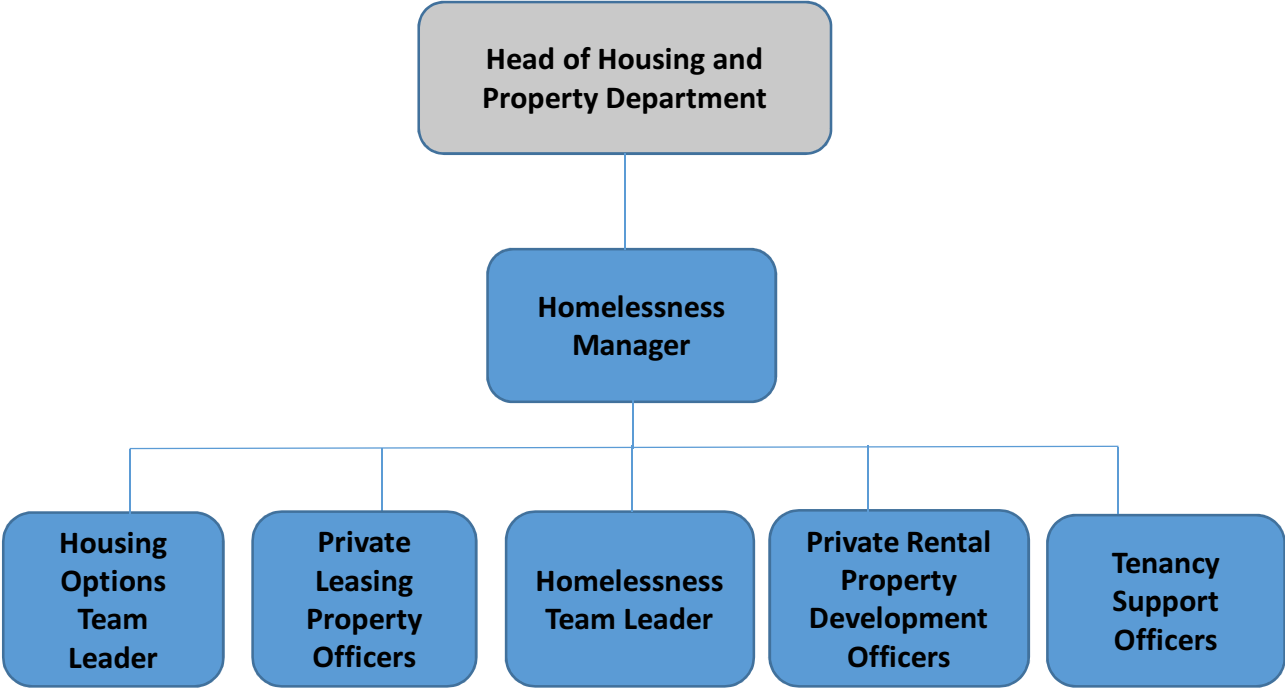 Head of Housing and
Property Department
Homelessness
Manager
Housing
Options
Team
Leader
Private
Leasing
Property
Officers
Homelessness
Team Leader
Private Rental
Property
Development
Officers
Tenancy
Support
Officers